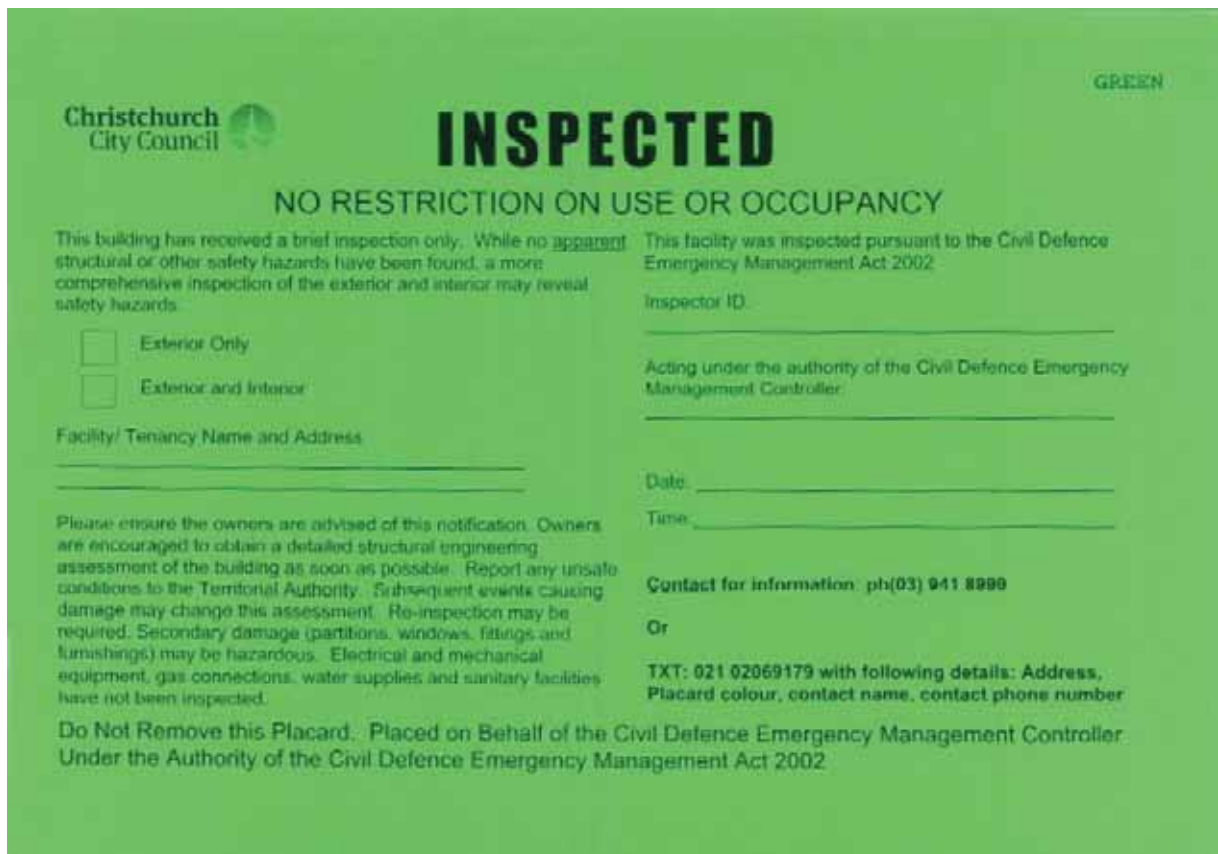 GREEN
Christchurch
City Council
INSPECTED
NO RESTRICTION ON USE OR OCCUPANCY
This building has received a brief inspection only. While no apparent
structural or other safety hazards have been found, a more
comprehensive inspection of the exterior and interior may reveal
safety hazards.
Exterior Only
Exterior and Interior
Facility/ Tenancy Name and Address
Please ensure the owners are advised of this notification. Owners
are encouraged to obtain a detailed structural engineering
assessment of the building as soon as possible. Report any unsafe
conditions to the Territorial Authority. Subsequent events causing
damage may change this assessment. Re-inspection may be
required. Secondary damage (partitions, windows, fittings and
furnishings) may be hazardous. Electrical and mechanical
equipment, gas connections, water supplies and sanitary facilities
have not been inspected.
This facility was inspected pursuant to the Civil Defence
Emergency Management Act 2002
Inspector ID:
Acting under the authority of the Civil Defence Emergency
Management Controller:
Date:
Time:
Contact for information: ph(03) 941 8999
Or
TXT: 021 02069179 with following details: Address,
Placard colour, contact name, contact phone number
Do Not Remove this Placard. Placed on Behalf of the Civil Defence Emergency Management Controller
Under the Authority of the Civil Defence Emergency Management Act 2002